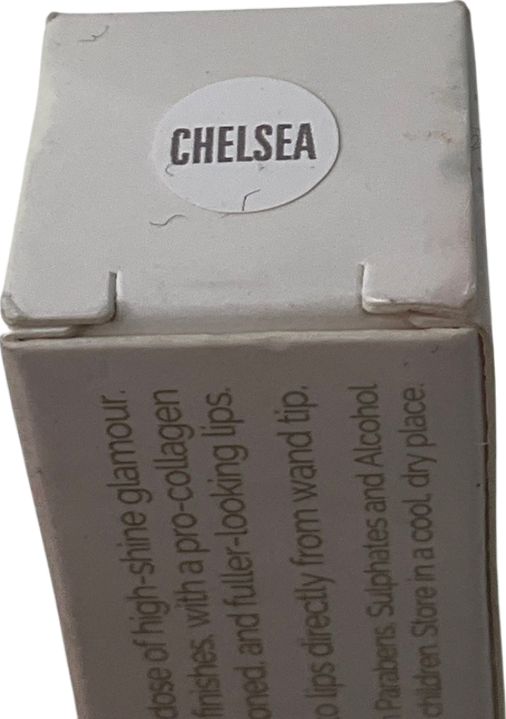 CHELSEA
dose of high-shine glamour.
finishes, with a pro-collagen
oned, and fuller-looking lips.
o lips directly from wand tip.
Parabens, Sulphates and Alcohol
children. Store in a cool, dry place.